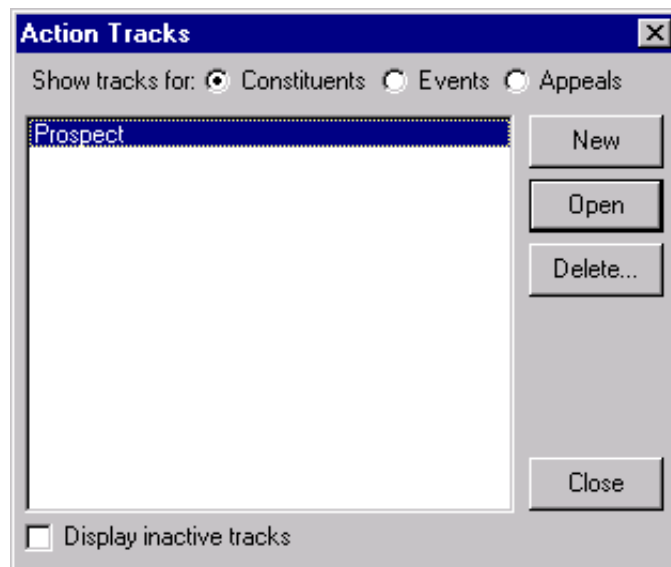 Action Tracks
Show tracks for: Constituents Events Appeals
Prospect
New
Open
Delete...
Close
Display inactive tracks